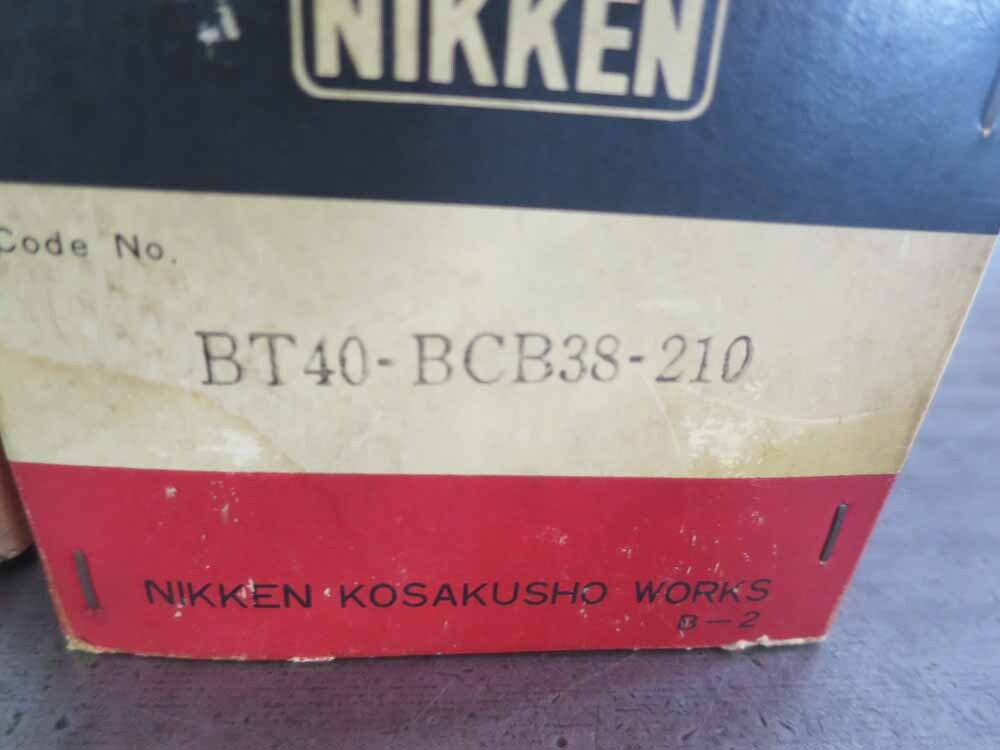 NIKKEN
Code No.
BT40-BCB38-210
NIKKEN KOSAKUSHO WORKS
B-2